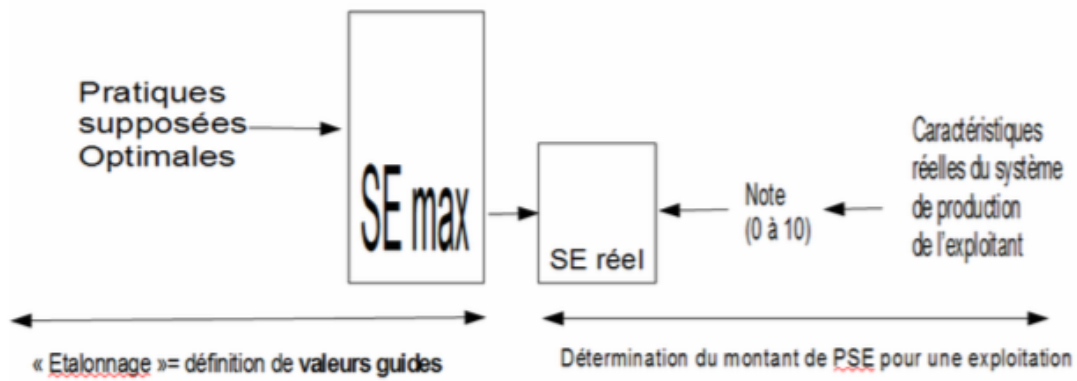 Pratiques
supposées
Optimales
SE max
SE réel
Note
(0 à 10)
Caractéristiques
réelles du système
de production
de l'exploitant
« Etalonnage »= définition de valeurs guides
Détermination du montant de PSE pour une exploitation